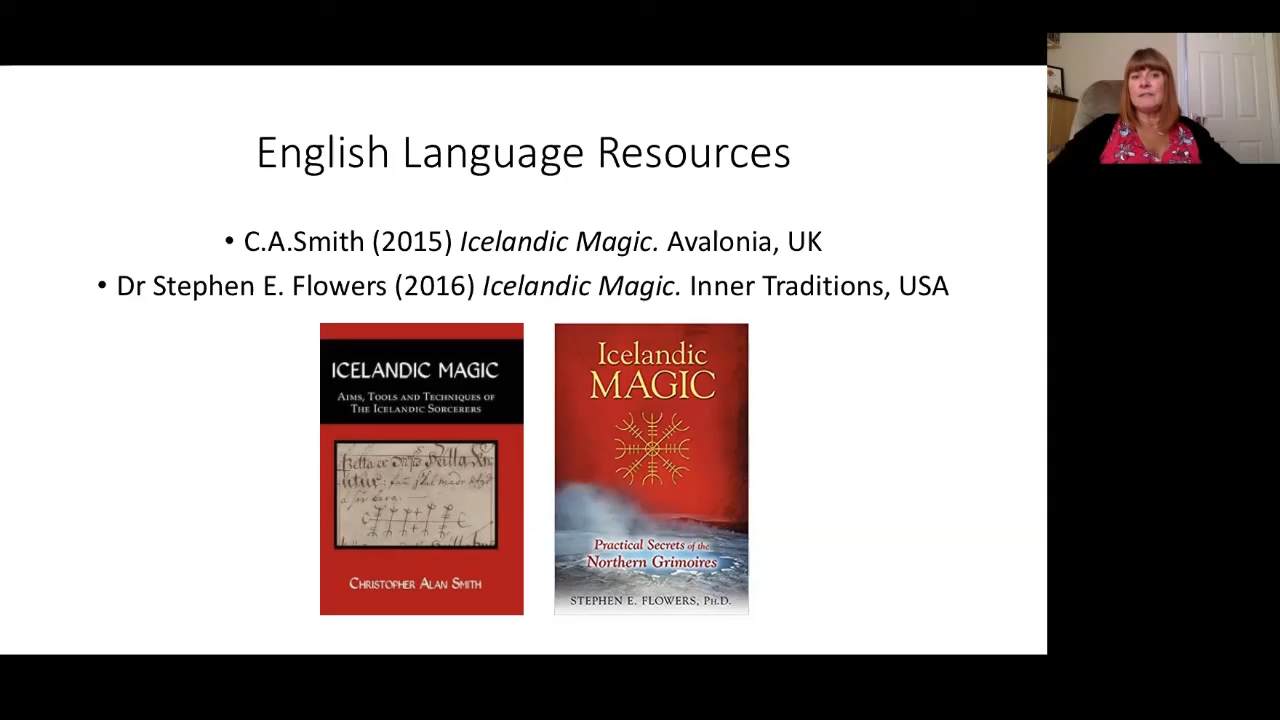 English Language Resources
• C.A.Smith (2015) Icelandic Magic. Avalonia, UK
• Dr Stephen E. Flowers (2016) Icelandic Magic. Inner Traditions, USA
ICELANDIC MAGIC
AIMS, TOOLS AND TECHNIQUES OF
THE ICELANDIC SORCERERS
CHRISTOPHER ALAN SMITH
Icelandic
MAGIC
Practical Secrets of the
Northern Grimoires
STEPHEN E. FLOWERS, PH.D.